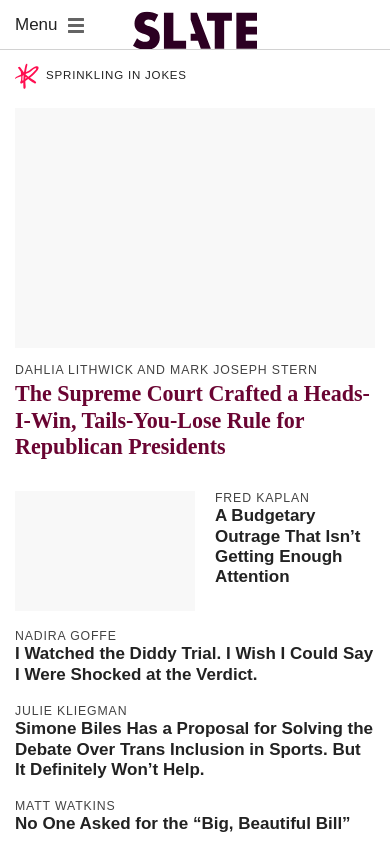 Menu
SLATE
SPRINKLING IN JOKES
DAHLIA LITHWICK AND MARK JOSEPH STERN
The Supreme Court Crafted a Heads-
I-Win, Tails-You-Lose Rule for
Republican Presidents
FRED KAPLAN
A Budgetary
Outrage That Isn’t
Getting Enough
Attention
NADIRA GOFFE
I Watched the Diddy Trial. I Wish I Could Say
I Were Shocked at the Verdict.
JULIE KLIEGMAN
Simone Biles Has a Proposal for Solving the
Debate Over Trans Inclusion in Sports. But
It Definitely Won’t Help.
MATT WATKINS
No One Asked for the “Big, Beautiful Bill”